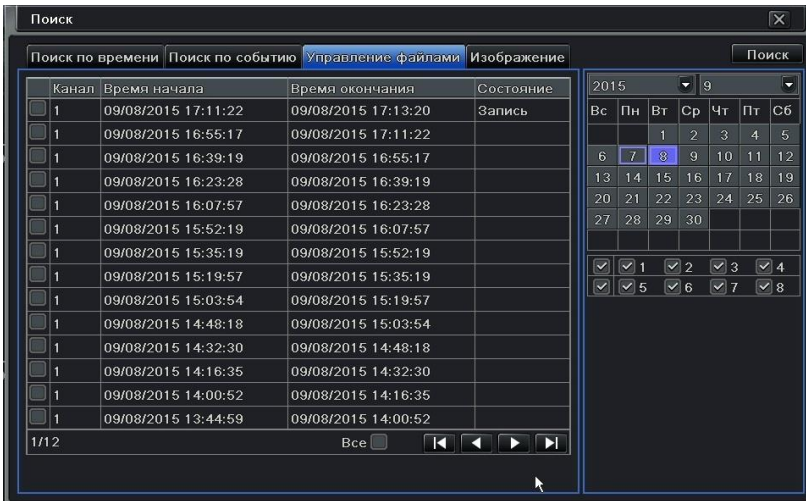 Поиск
Поиск по времени Поиск по событию Управление файлами Изображение Поиск
Канал Время начала Время окончания Состояние
1 09/08/2015 17:11:22 09/08/2015 17:13:20 Запись
1 09/08/2015 16:55:17 09/08/2015 17:11:22
1 09/08/2015 16:39:19 09/08/2015 16:55:17
1 09/08/2015 16:23:28 09/08/2015 16:39:19
1 09/08/2015 16:07:57 09/08/2015 16:23:28
1 09/08/2015 15:52:19 09/08/2015 16:07:57
1 09/08/2015 15:35:19 09/08/2015 15:52:19
1 09/08/2015 15:19:57 09/08/2015 15:35:19
1 09/08/2015 15:03:54 09/08/2015 15:19:57
1 09/08/2015 14:48:18 09/08/2015 15:03:54
1 09/08/2015 14:32:30 09/08/2015 14:48:18
1 09/08/2015 14:16:35 09/08/2015 14:32:30
1 09/08/2015 14:00:52 09/08/2015 14:16:35
1 09/08/2015 13:44:59 09/08/2015 14:00:52
1/12 Все
2015 9
Вс Пн Вт Ср Чт Пт Сб
1 2 3 4 5
6 7 8 9 10 11 12
13 14 15 16 17 18 19
20 21 22 23 24 25 26
27 28 29 30
1 2 3 4
5 6 7 8